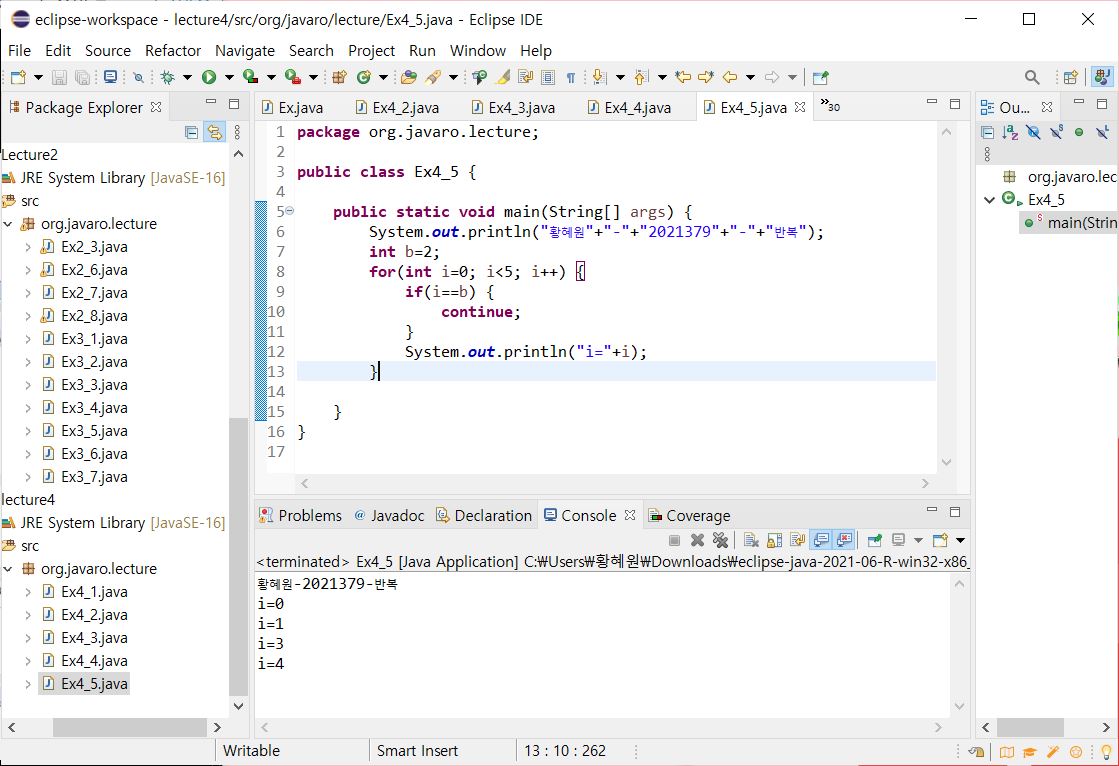 eclipse-workspace - lecture4/src/org/javaro/lecture/Ex4_5.java - Eclipse IDE
File Edit Source Refactor Navigate Search Project Run Window Help
Package Explorer
Lecture2
JRE System Library [JavaSE-16]
src
org.javaro.lecture
Ex2_3.java
Ex2_6.java
Ex2_7.java
Ex2_8.java
Ex3_1.java
Ex3_2.java
Ex3_3.java
Ex3_4.java
Ex3_5.java
Ex3_6.java
Ex3_7.java
lecture4
JRE System Library [JavaSE-16]
src
org.javaro.lecture
Ex4_1.java
Ex4_2.java
Ex4_3.java
Ex4_4.java
Ex4_5.java
Ex.java Ex4_2.java Ex4_3.java Ex4_4.java Ex4_5.java »30
1 package org.javaro.lecture;
2
3 public class Ex4_5 {
4
5 public static void main(String[] args) {
6 System.out.println("황혜원"+"-"+"2021379"+"-"+"반복");
7 int b=2;
8 for(int i=0; i<5; i++) {
9 if(i==b) {
10 continue;
11 }
12 System.out.println("i="+i);
13 }
14
15 }
16 }
17
Problems @ Javadoc Declaration Console Coverage
<terminated> Ex4_5 [Java Application] C:₩Users₩황혜원₩Downloads₩eclipse-java-2021-06-R-win32-x86_
황혜원-2021379-반복
i=0
i=1
i=3
i=4
Ou...
org.javaro.lec
Ex4_5
main(Strin
Writable Smart Insert 13 : 10 : 262